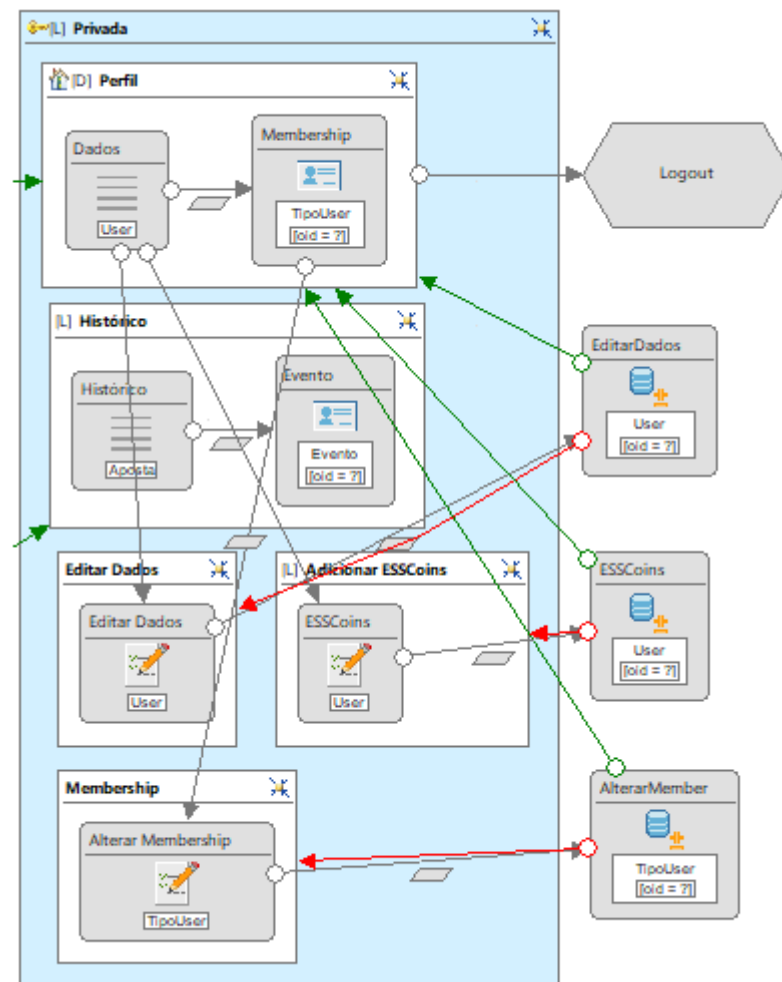 [L] Privada
[D] Perfil
Dados
User
Membership
TipoUser
[oid = ?]
Logout
[L] Histórico
Histórico
Aposta
Evento
Evento
[oid = ?]
EditarDados
User
[oid = ?]
Editar Dados
Editar Dados
User
[L] Adicionar ESSCoins
ESSCoins
User
ESSCoins
User
[oid = ?]
Membership
Alterar Membership
TipoUser
AlterarMember
TipoUser
[oid = ?]